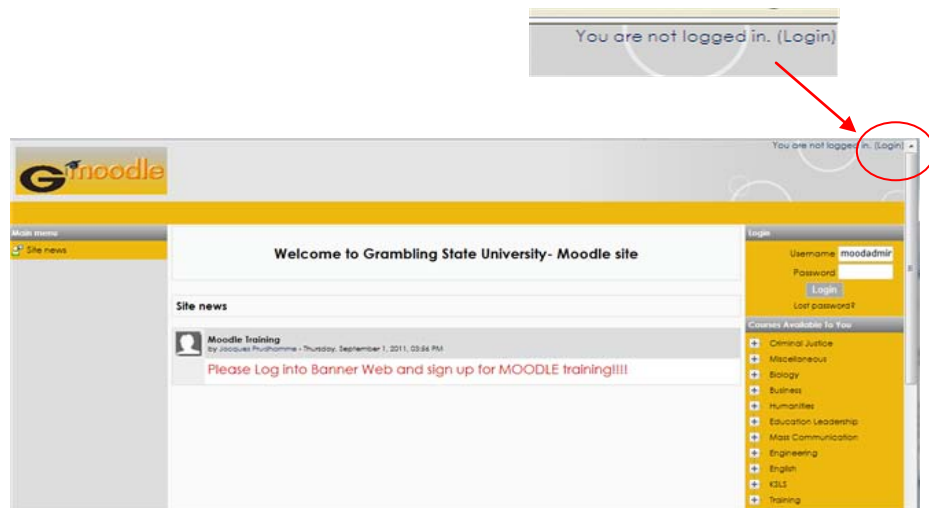 You are not logged in. (Login)
You are not logged in. (Login)
Gmoodle
Main menu
Site news
Welcome to Grambling State University- Moodle site
Site news
Moodle Training
by Jacques Prudhomme - Thursday, September 1, 2011, 03:56 PM
Please Log into Banner Web and sign up for MOODLE training!!!!
Login
Username moodadmir
Password
Login
Lost password?
Courses Available To You
Criminal Justice
Miscellaneous
Biology
Business
Humanities
Education Leadership
Mass Communication
Engineering
English
KSLS
Training